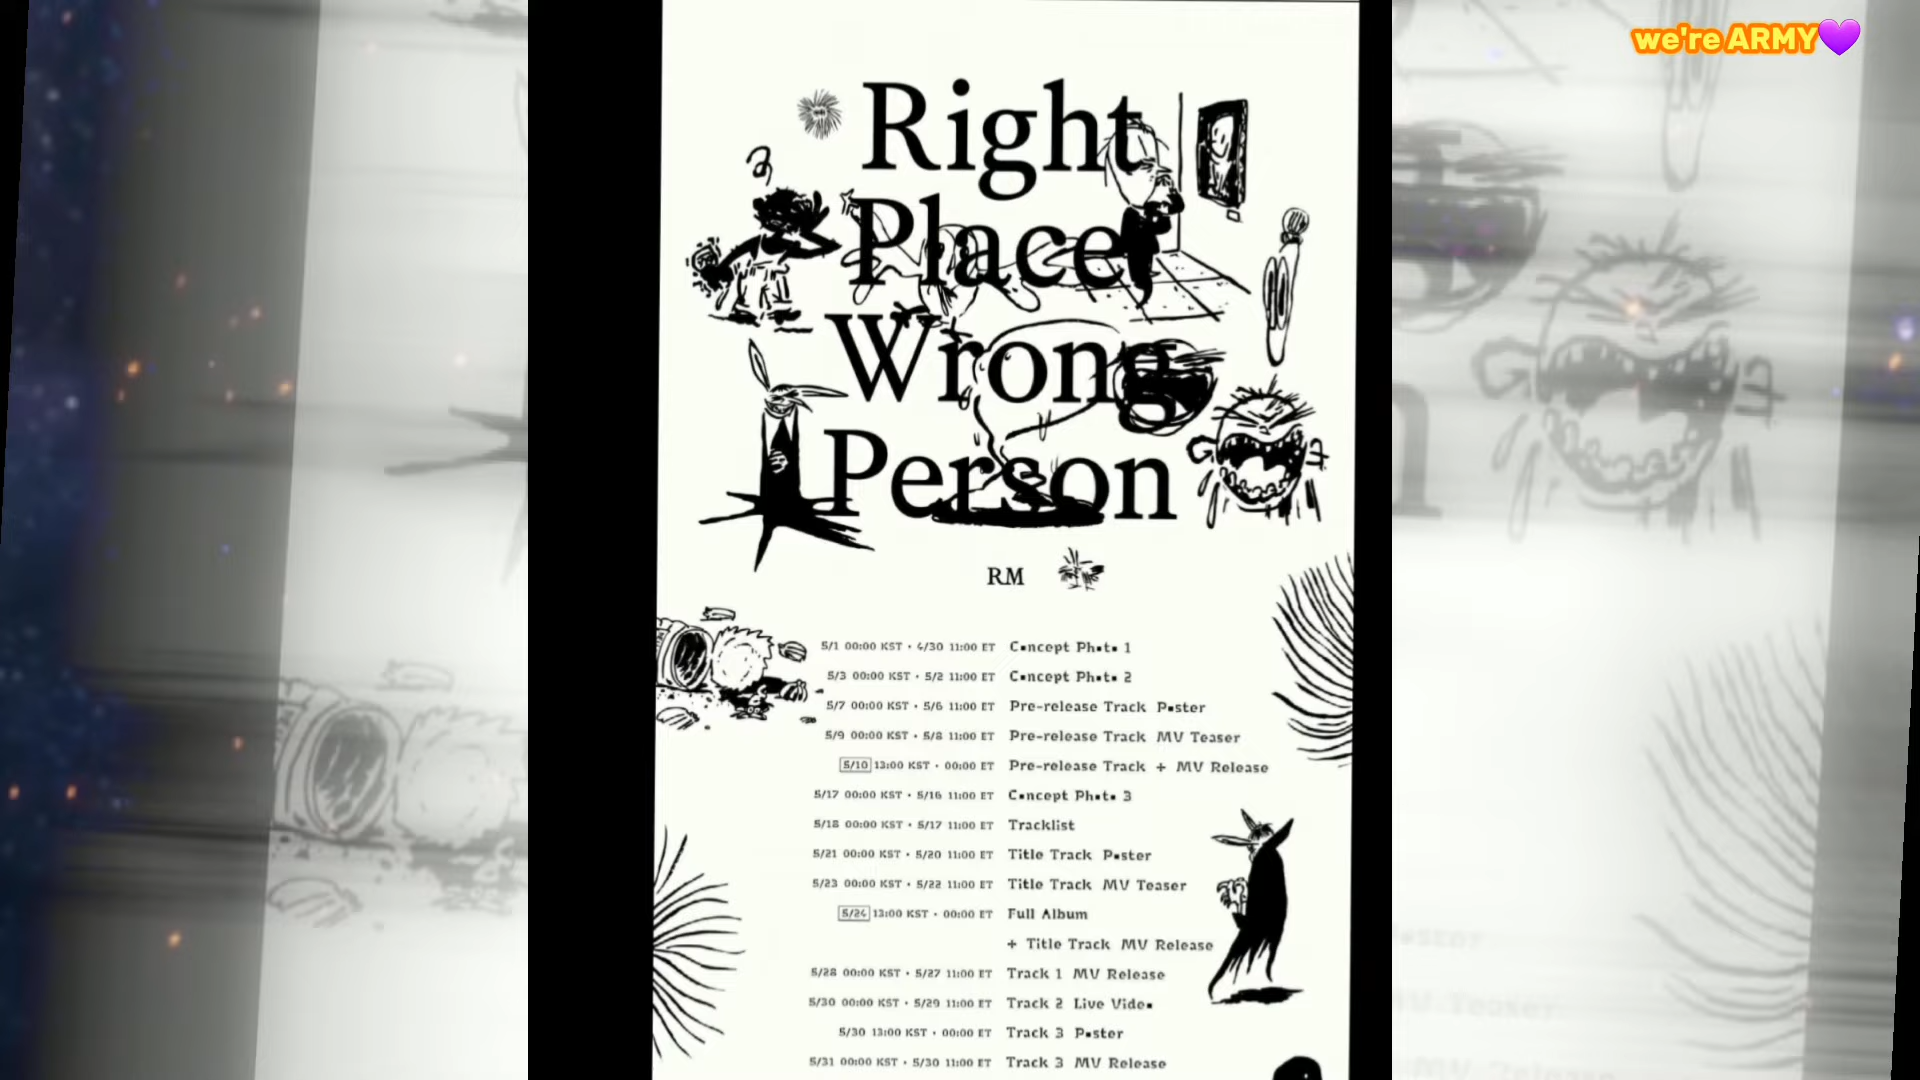 we're ARMY💜
Right
Place
Wrong
Person
RM
5/1 00:00 KST • 4/30 11:00 ET Concept Photo 1
5/3 00:00 KST • 5/2 11:00 ET Concept Photo 2
5/7 00:00 KST • 5/6 11:00 ET Pre-release Track Poster
5/9 00:00 KST • 5/8 11:00 ET Pre-release Track MV Teaser
5/10 13:00 KST • 00:00 ET Pre-release Track + MV Release
5/17 00:00 KST • 5/16 11:00 ET Concept Photo 3
5/18 00:00 KST • 5/17 11:00 ET Tracklist
5/21 00:00 KST • 5/20 11:00 ET Title Track Poster
5/23 00:00 KST • 5/22 11:00 ET Title Track MV Teaser
5/24 13:00 KST • 00:00 ET Full Album
+ Title Track MV Release
5/28 00:00 KST • 5/27 11:00 ET Track 1 MV Release
5/30 00:00 KST • 5/29 11:00 ET Track 2 Live Video
5/30 13:00 KST • 00:00 ET Track 3 Poster
5/31 00:00 KST • 5/30 11:00 ET Track 3 MV Release